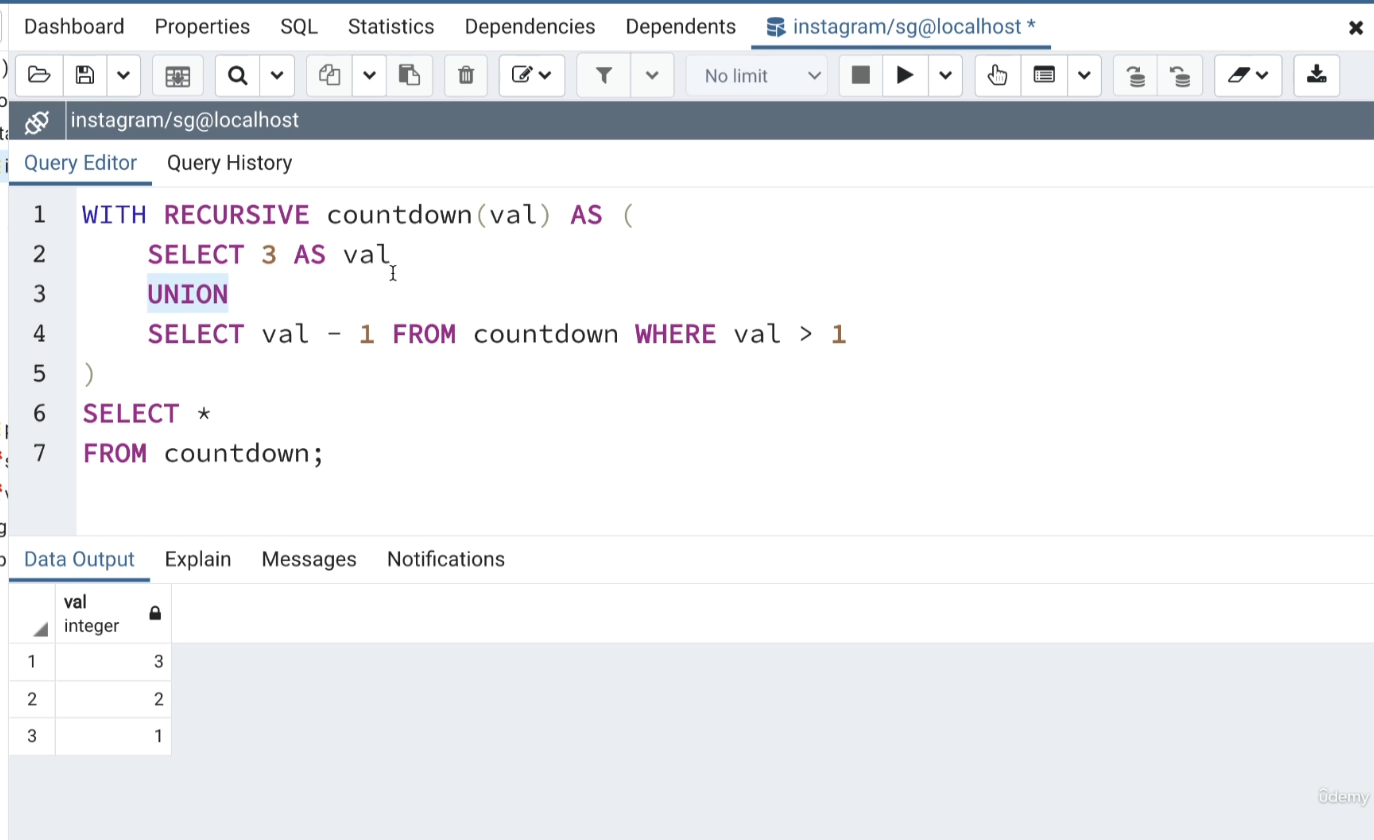 Dashboard Properties SQL Statistics Dependencies Dependents instagram/sg@localhost *
No limit
instagram/sg@localhost
Query Editor Query History
1 WITH RECURSIVE countdown(val) AS (
2 SELECT 3 AS val
3 UNION
4 SELECT val - 1 FROM countdown WHERE val > 1
5 )
6 SELECT *
7 FROM countdown;
Data Output Explain Messages Notifications
val
integer
1 3
2 2
3 1
ûdemy